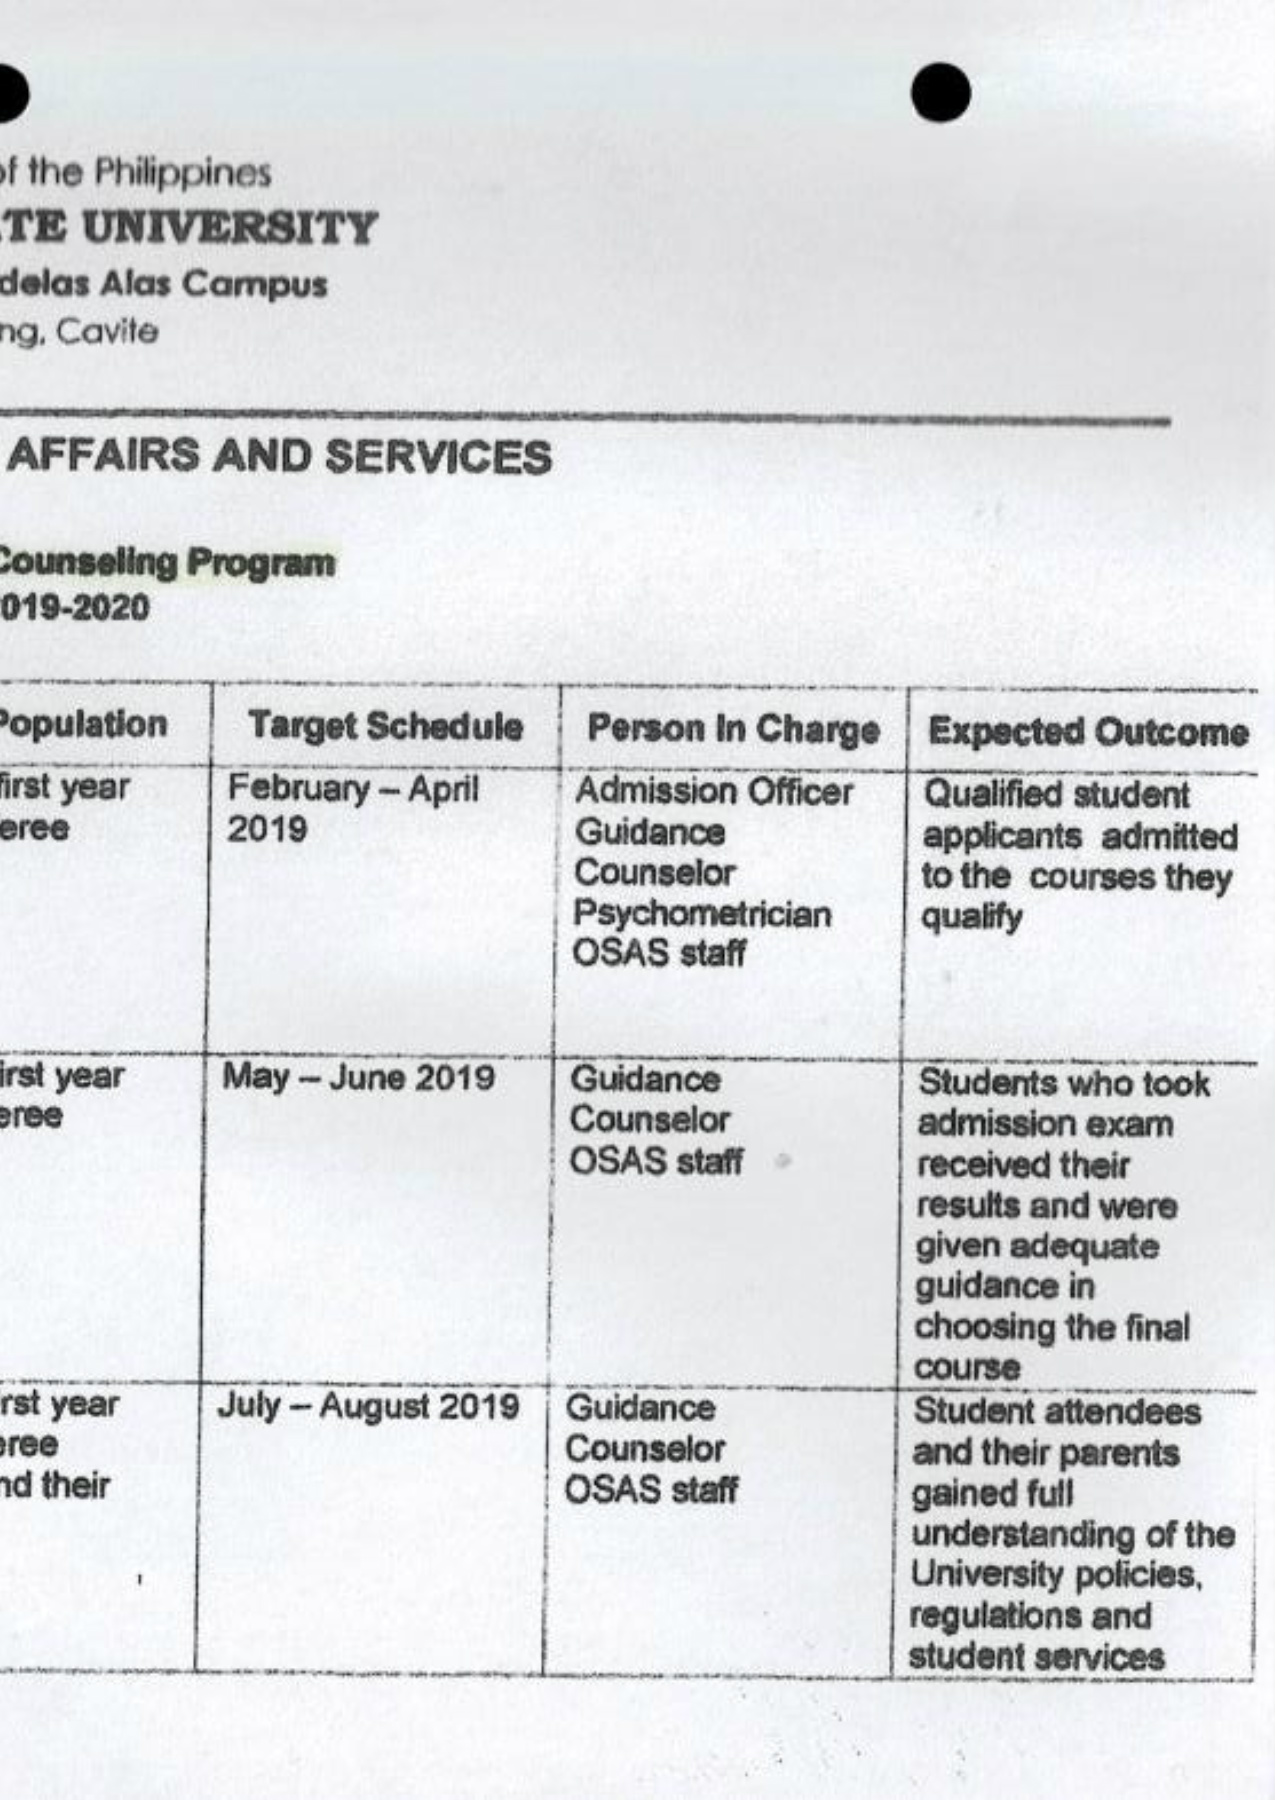 of the Philippines
TE UNIVERSITY
delas Alas Campus
ng, Cavite
AFFAIRS AND SERVICES
Counseling Program
2019-2020
Population Target Schedule Person In Charge Expected Outcome
first year February – April Admission Officer Qualified student
eree 2019 Guidance applicants admitted
Counselor to the courses they
Psychometrician qualify
OSAS staff
irst year May – June 2019 Guidance Students who took
eree Counselor admission exam
OSAS staff received their
results and were
given adequate
guidance in
choosing the final
course
rst year July – August 2019 Guidance Student attendees
eree Counselor and their parents
nd their OSAS staff gained full
understanding of the
University policies,
regulations and
student services